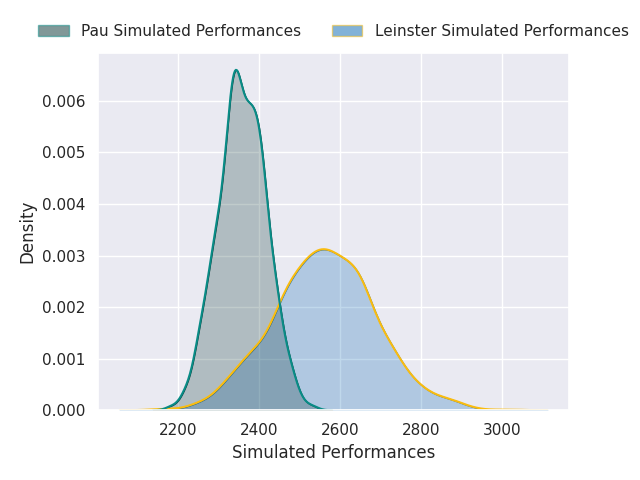 Pau Simulated Performances Leinster Simulated Performances
0.006
0.005
0.004
0.003
0.002
0.001
0.000
Density
2200 2400 2600 2800 3000
Simulated Performances